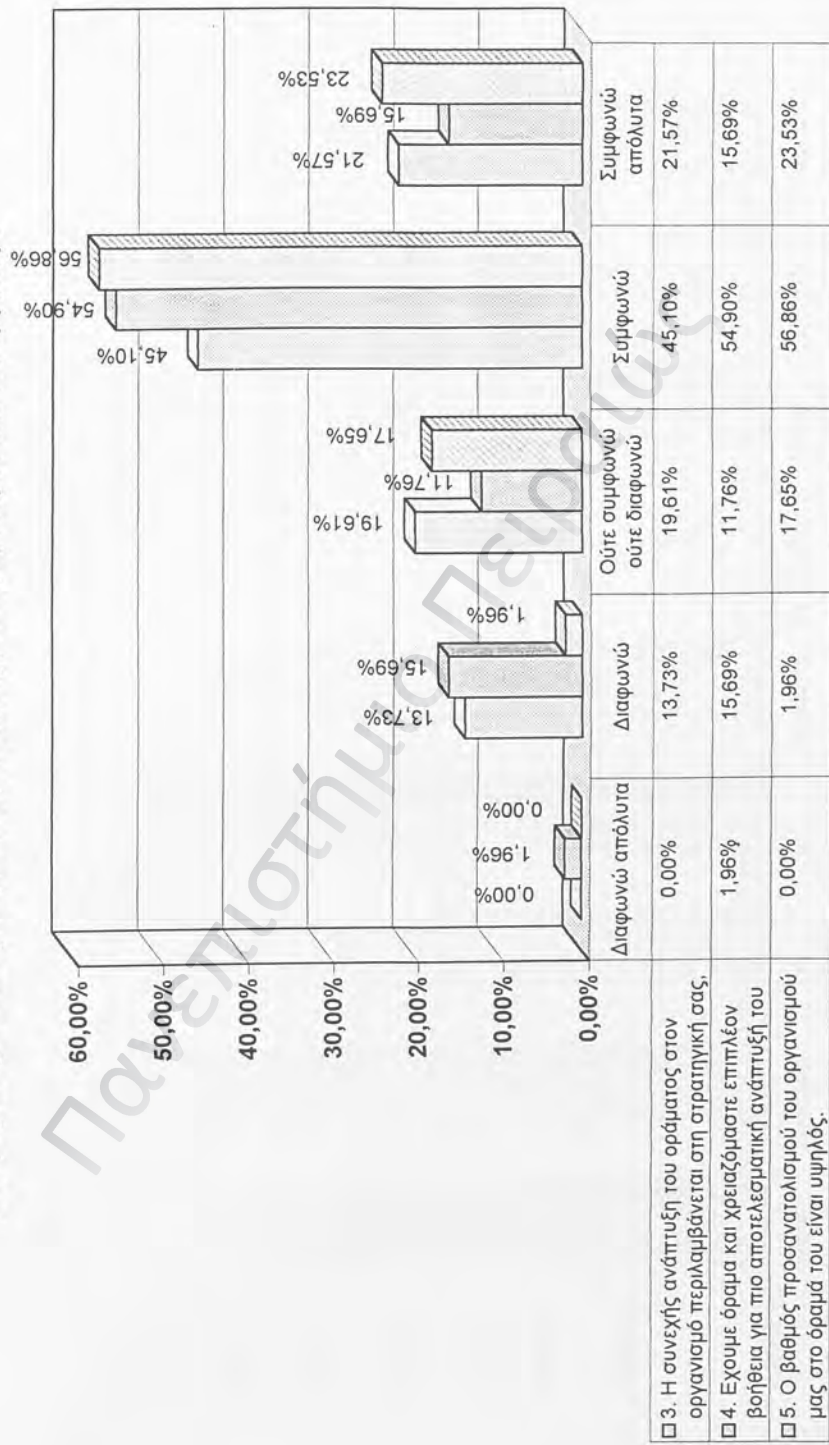 60,00%
50,00%
40,00%
30,00%
20,00%
10,00%
0,00%
0,00%
1,96%
0,00%
13,73%
15,69%
1,96%
19,61%
11,76%
17,65%
45,10%
54,90%
56,86%
21,57%
15,69%
23,53%
Διαφωνώ απόλυτα
Διαφωνώ
Ούτε συμφωνώ
ούτε διαφωνώ
Συμφωνώ
Συμφωνώ
απόλυτα
3. Η συνεχής ανάπτυξη του οράματος στον
οργανισμό περιλαμβάνεται στη στρατηγική σας,
0,00% 13,73% 19,61% 45,10% 21,57%
4. Εχουμε όραμα και χρειαζόμαστε επιπλέον
βοήθεια για πιο αποτελεσματική ανάπτυξή του
1,96% 15,69% 11,76% 54,90% 15,69%
5. Ο βαθμός προσανατολισμού του οργανισμού
μας στο όραμά του είναι υψηλός.
0,00% 1,96% 17,65% 56,86% 23,53%
Πανεπιστήμιο Πειραιώς